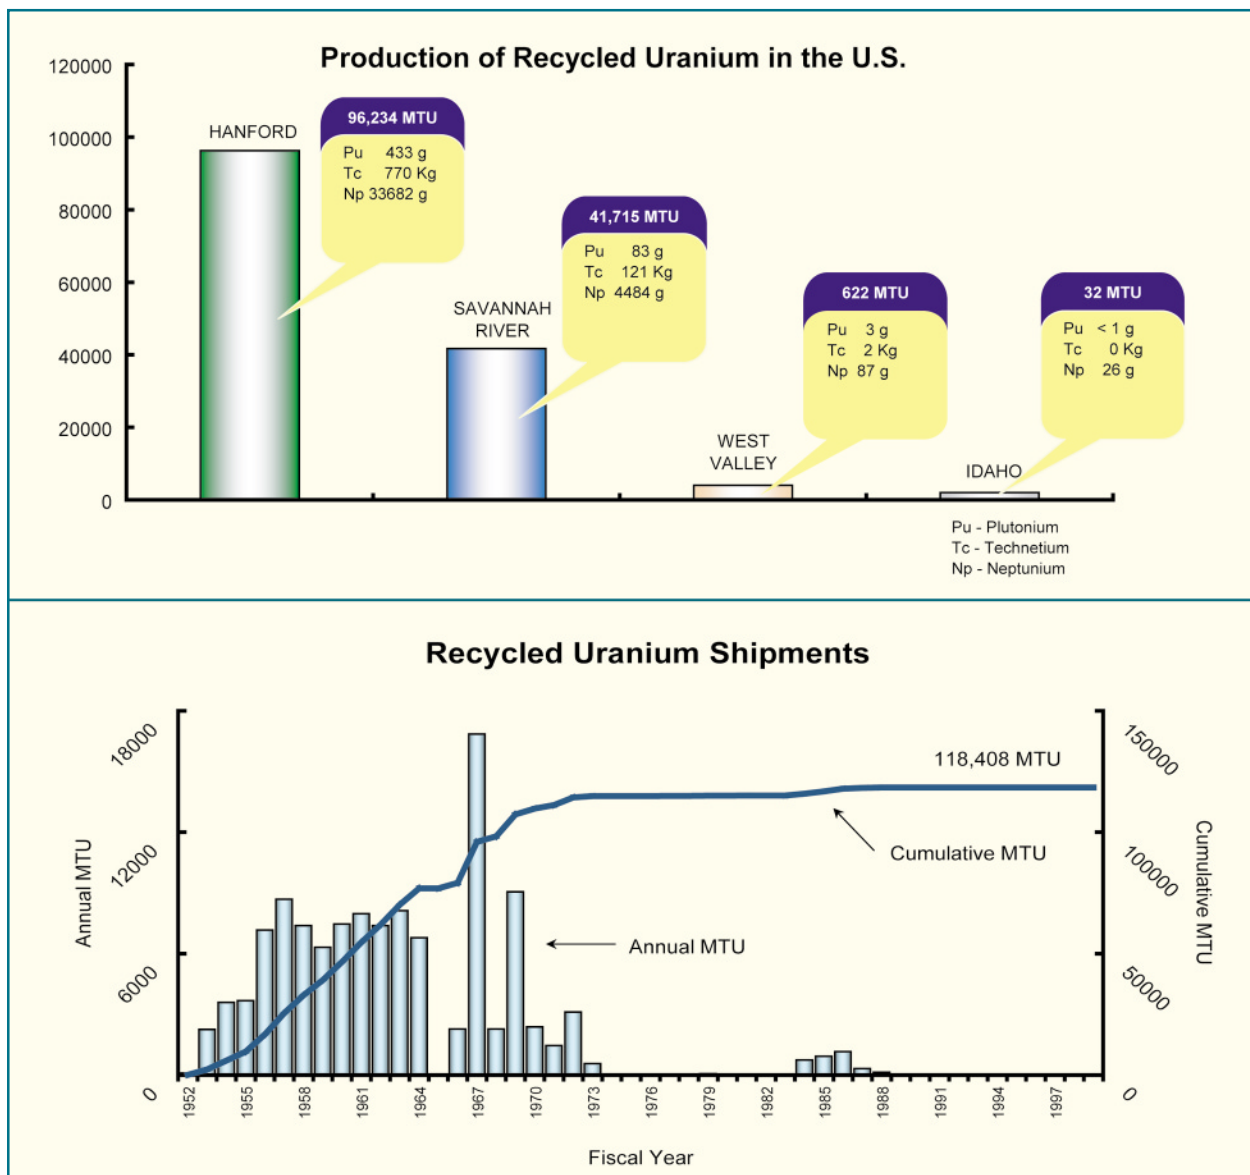 Production of Recycled Uranium in the U.S.
120000
100000
80000
60000
40000
20000
0
HANFORD
96,234 MTU
Pu 433 g
Tc 770 Kg
Np 33682 g
SAVANNAH
RIVER
41,715 MTU
Pu 83 g
Tc 121 Kg
Np 4484 g
WEST
VALLEY
622 MTU
Pu 3 g
Tc 2 Kg
Np 87 g
IDAHO
32 MTU
Pu < 1 g
Tc 0 Kg
Np 26 g
Pu - Plutonium
Tc - Technetium
Np - Neptunium
Recycled Uranium Shipments
Annual MTU
18000
12000
6000
0
118,408 MTU
Cumulative MTU
Annual MTU
150000
100000
50000
0
Cumulative MTU
1952
1955
1958
1961
1964
1967
1970
1973
1976
1979
1982
1985
1988
1991
1994
1997
Fiscal Year